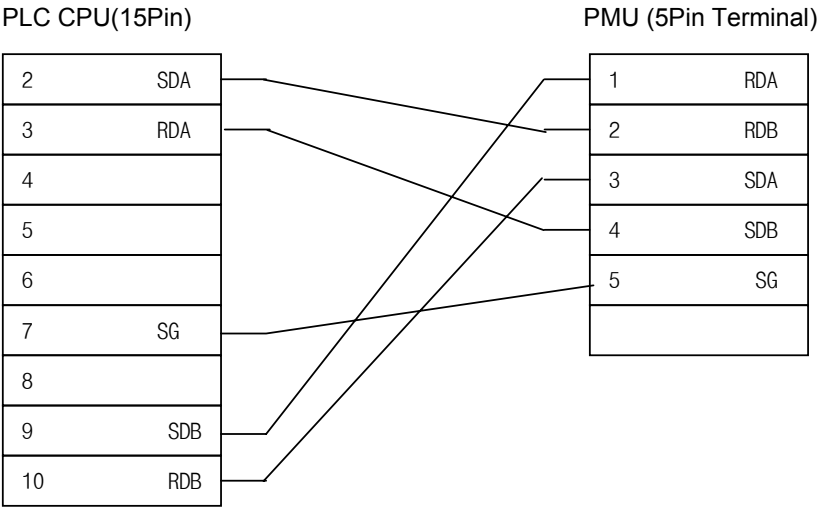 PLC CPU(15Pin)
PMU (5Pin Terminal)
2 SDA
3 RDA
4
5
6
7 SG
8
9 SDB
10 RDB
1 RDA
2 RDB
3 SDA
4 SDB
5 SG